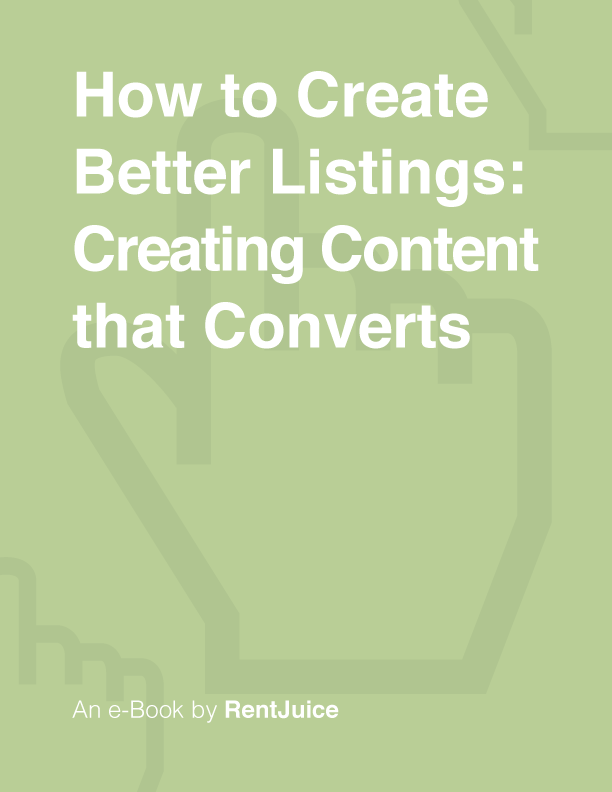 How to Create
Better Listings:
Creating Content
that Converts
An e-Book by RentJuice